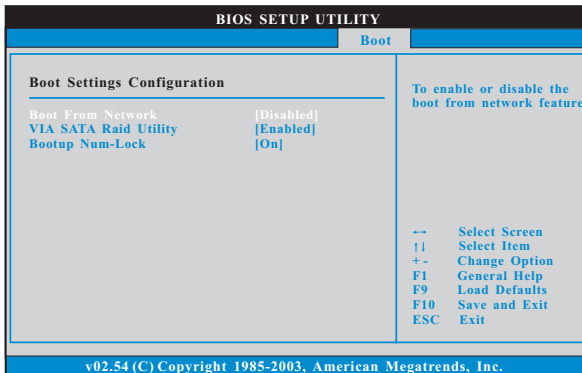 BIOS SETUP UTILITY
Boot
Boot Settings Configuration
Boot From Network [Disabled]
VIA SATA Raid Utility [Enabled]
Bootup Num-Lock [On]
To enable or disable the
boot from network feature
←→ Select Screen
↑↓ Select Item
+ - Change Option
F1 General Help
F9 Load Defaults
F10 Save and Exit
ESC Exit
v02.54 (C) Copyright 1985-2003, American Megatrends, Inc.